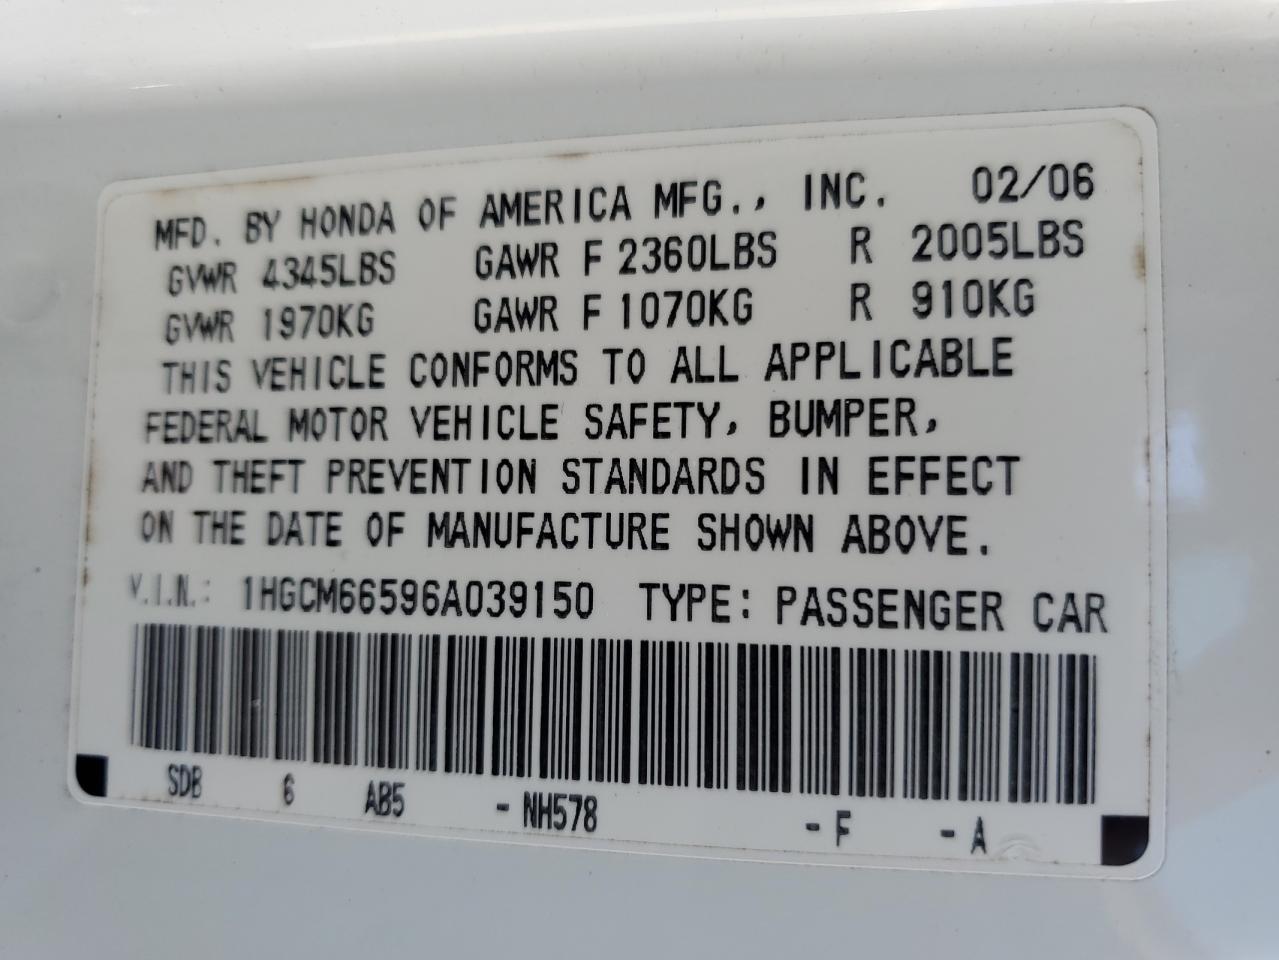 MFD. BY HONDA OF AMERICA MFG., INC. 02/06
GVWR 4345LBS GAWR F 2360LBS R 2005LBS
GVWR 1970KG GAWR F 1070KG R 910KG
THIS VEHICLE CONFORMS TO ALL APPLICABLE
FEDERAL MOTOR VEHICLE SAFETY, BUMPER,
AND THEFT PREVENTION STANDARDS IN EFFECT
ON THE DATE OF MANUFACTURE SHOWN ABOVE.
V.I.N.: 1HGCM66596A039150 TYPE: PASSENGER CAR
SDB 6 AB5 - NH578 - F - A